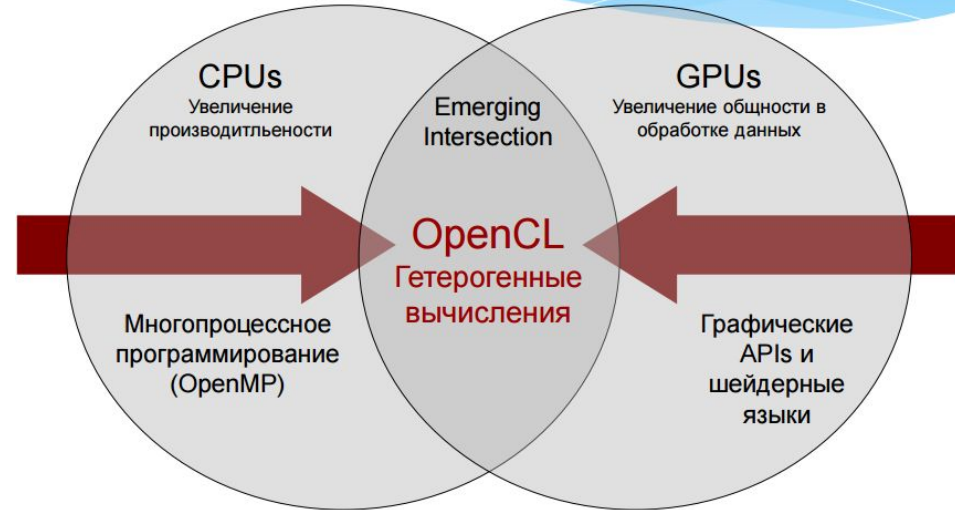 CPUs
Увеличение
производитльености
Emerging
Intersection
GPUs
Увеличение общности в
обработке данных
OpenCL
Гетерогенные
вычисления
Многопроцессное
программирование
(OpenMP)
Графические
APIs и
шейдерные
языки